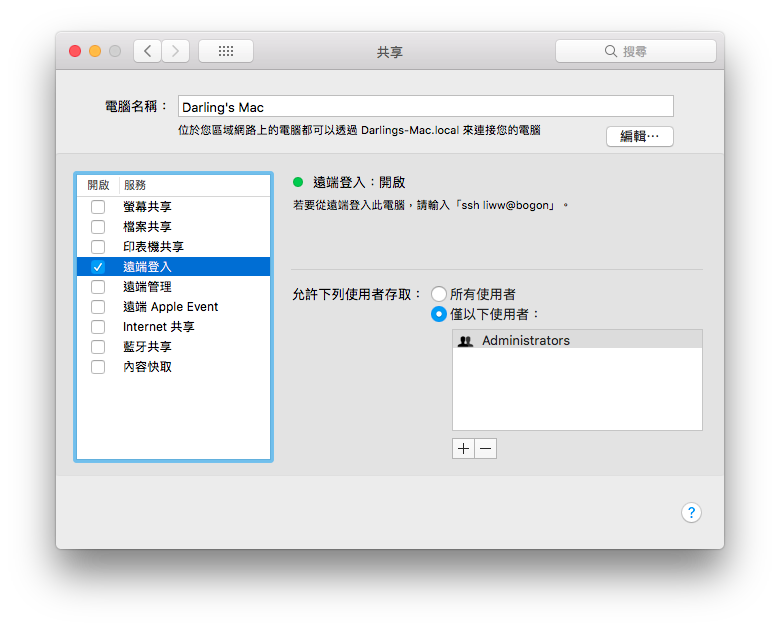 共享
搜尋
電腦名稱：
Darling's Mac
位於您區域網路上的電腦都可以透過 Darlings-Mac.local 來連接您的電腦
編輯⋯
開啟 服務
螢幕共享
檔案共享
印表機共享
遠端登入
遠端管理
遠端 Apple Event
Internet 共享
藍牙共享
內容快取
遠端登入：開啟
若要從遠端登入此電腦，請輸入「ssh liww@bogon」。
允許下列使用者存取：
所有使用者
僅以下使用者：
Administrators
?